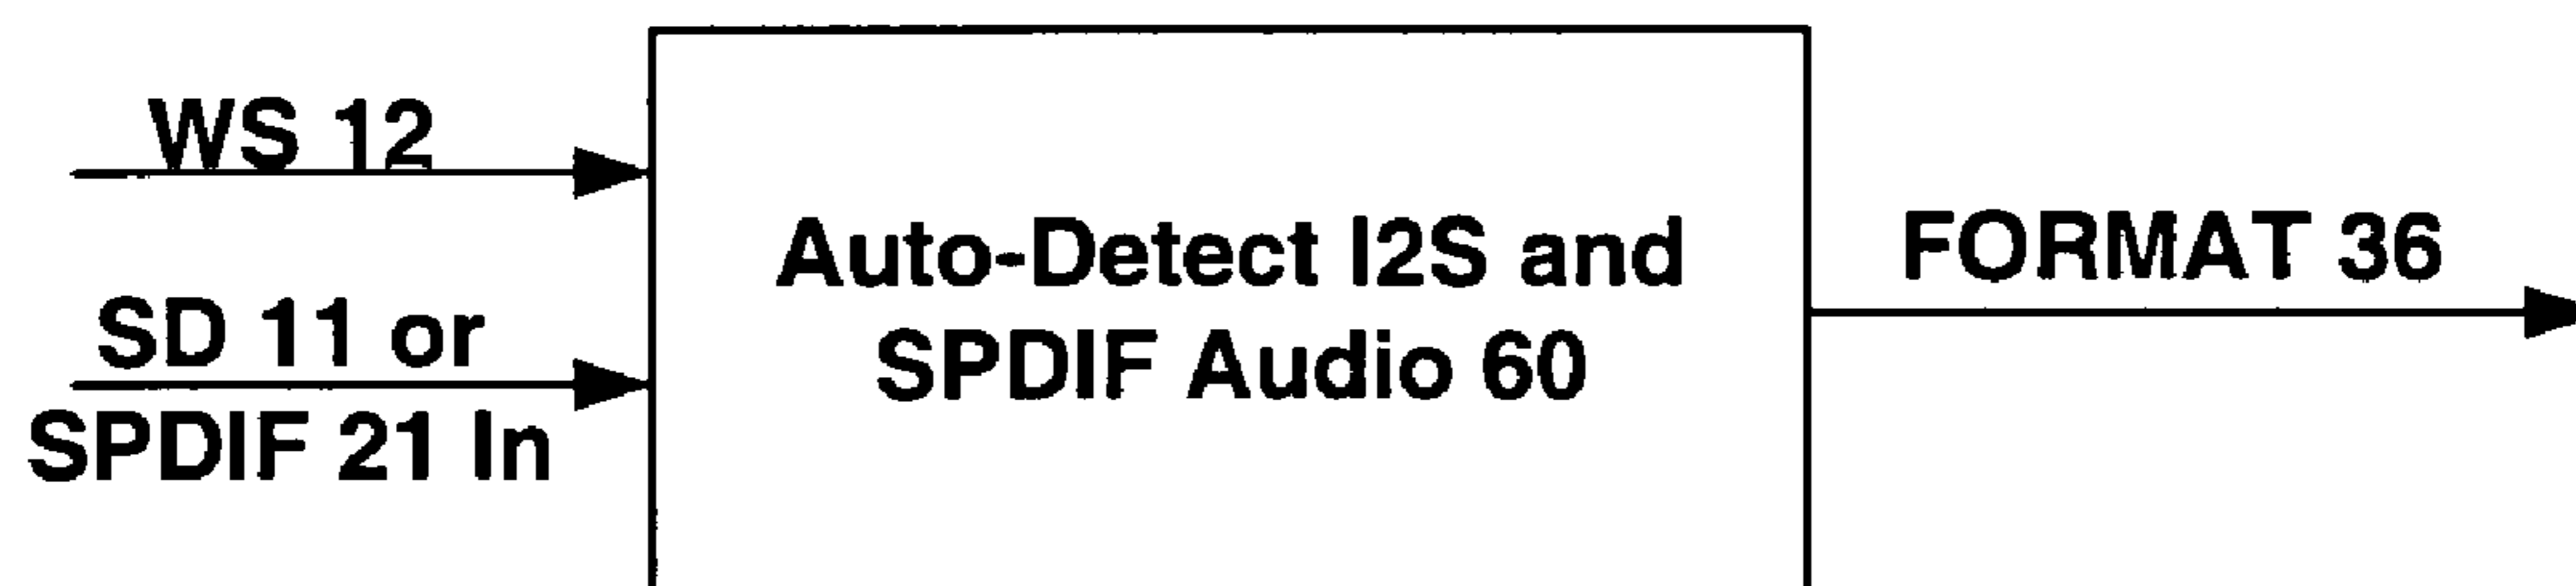 WS 12
SD 11 or
SPDIF 21 In
Auto-Detect I2S and
SPDIF Audio 60
FORMAT 36